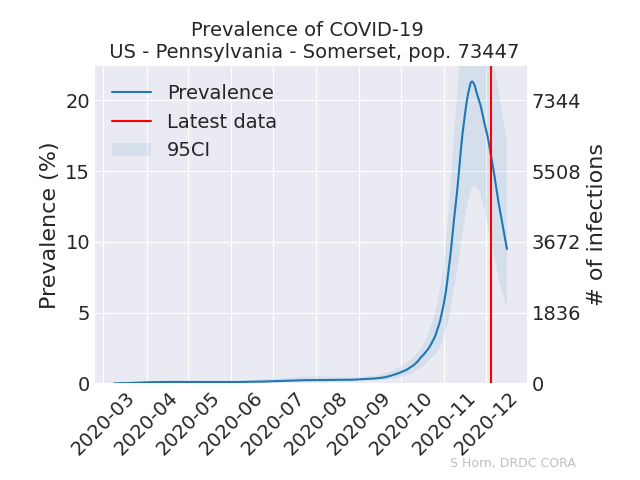 Prevalence of COVID-19
US - Pennsylvania - Somerset, pop. 73447
Prevalence
Latest data
95CI
Prevalence (%)
20
15
10
5
0
7344
5508
3672
1836
0
# of infections
2020-03
2020-04
2020-05
2020-06
2020-07
2020-08
2020-09
2020-10
2020-11
2020-12
S Horn, DRDC CORA